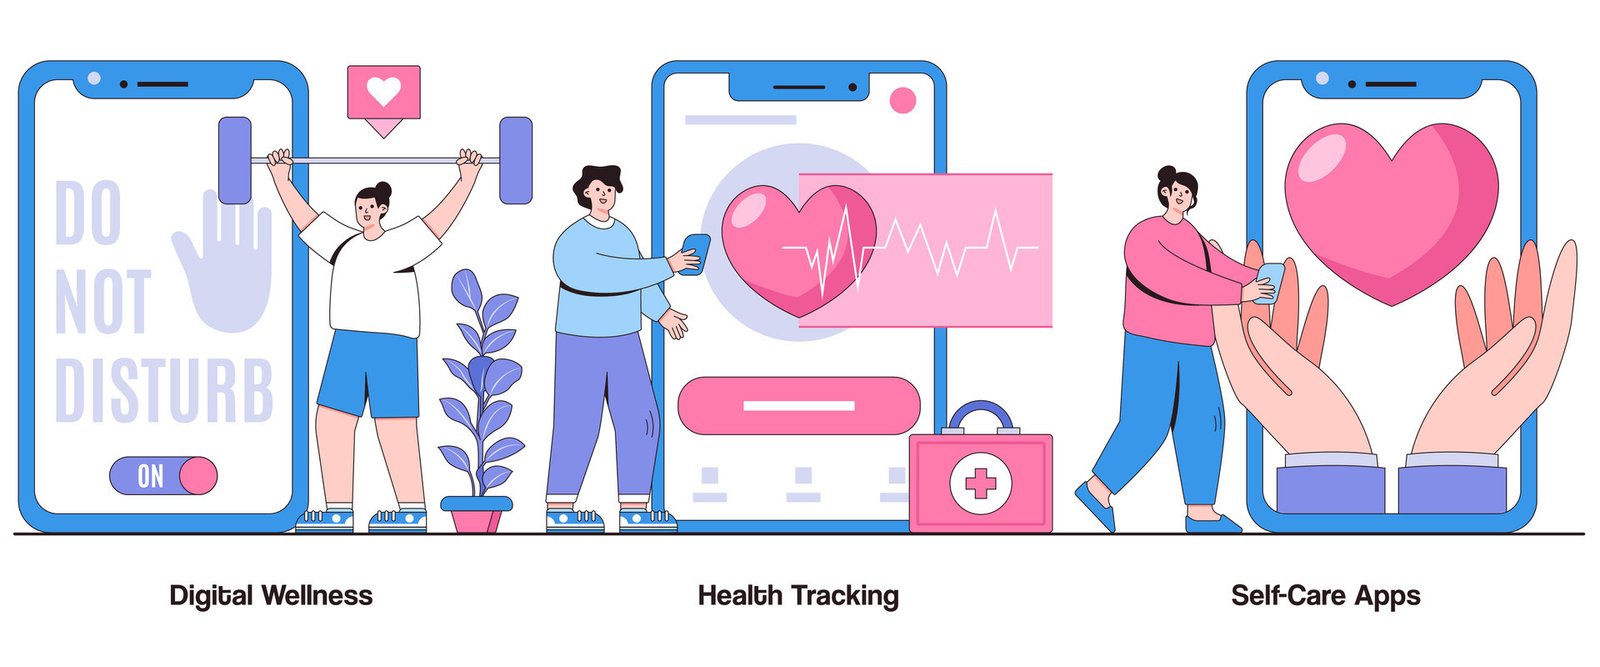 DO
NOT
DISTURB
ON
Digital Wellness
Health Tracking
Self-Care Apps